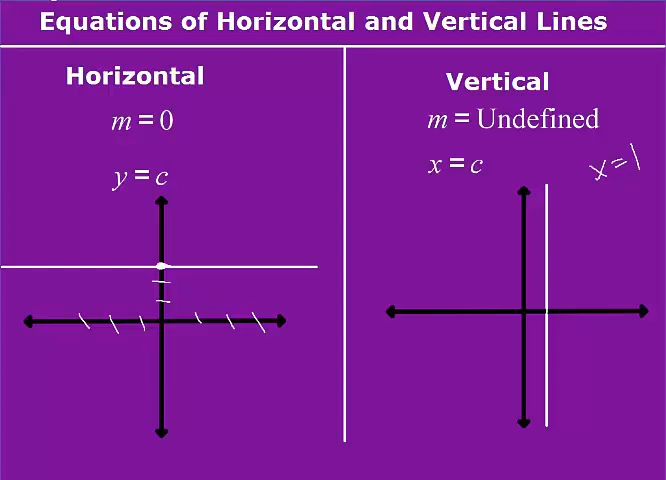 Equations of Horizontal and Vertical Lines
Horizontal
m = 0
y = c
Vertical
m = Undefined
x = c
x = 1